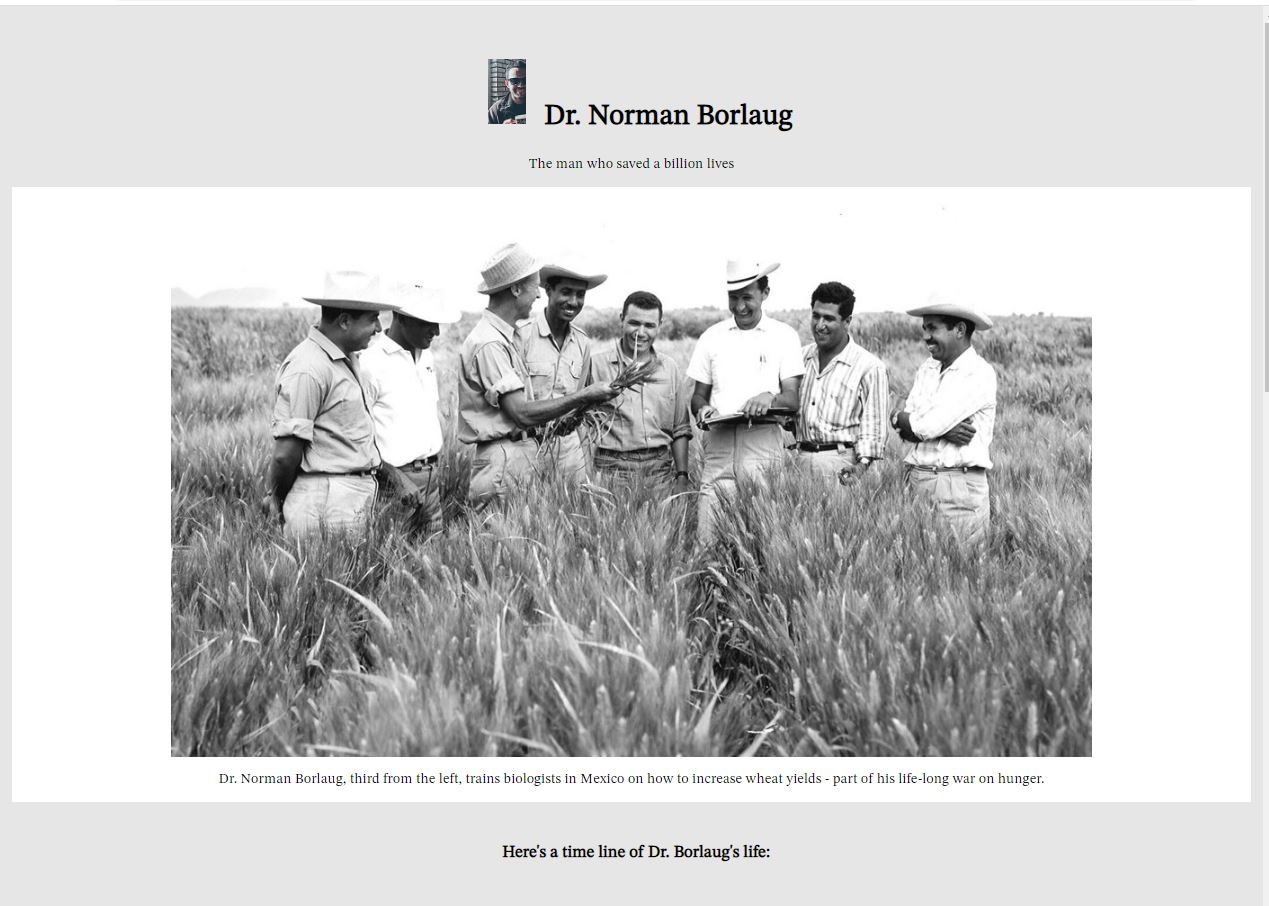 Dr. Norman Borlaug
The man who saved a billion lives
Dr. Norman Borlaug, third from the left, trains biologists in Mexico on how to increase wheat yields - part of his life-long war on hunger.
Here's a time line of Dr. Borlaug's life: